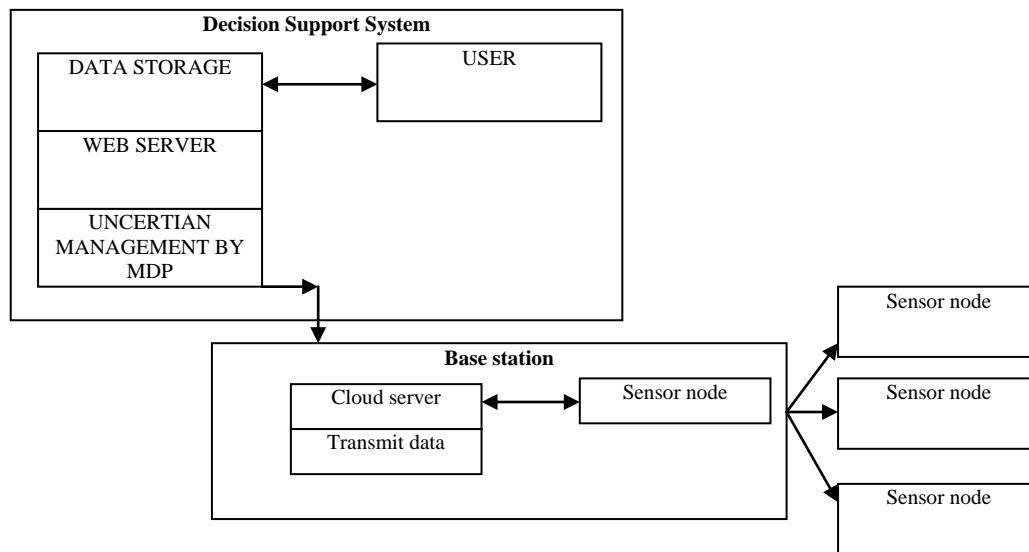 Decision Support System
DATA STORAGE
USER
WEB SERVER
UNCERTIAN
MANAGEMENT BY
MDP
Base station
Cloud server
Transmit data
Sensor node
Sensor node
Sensor node
Sensor node